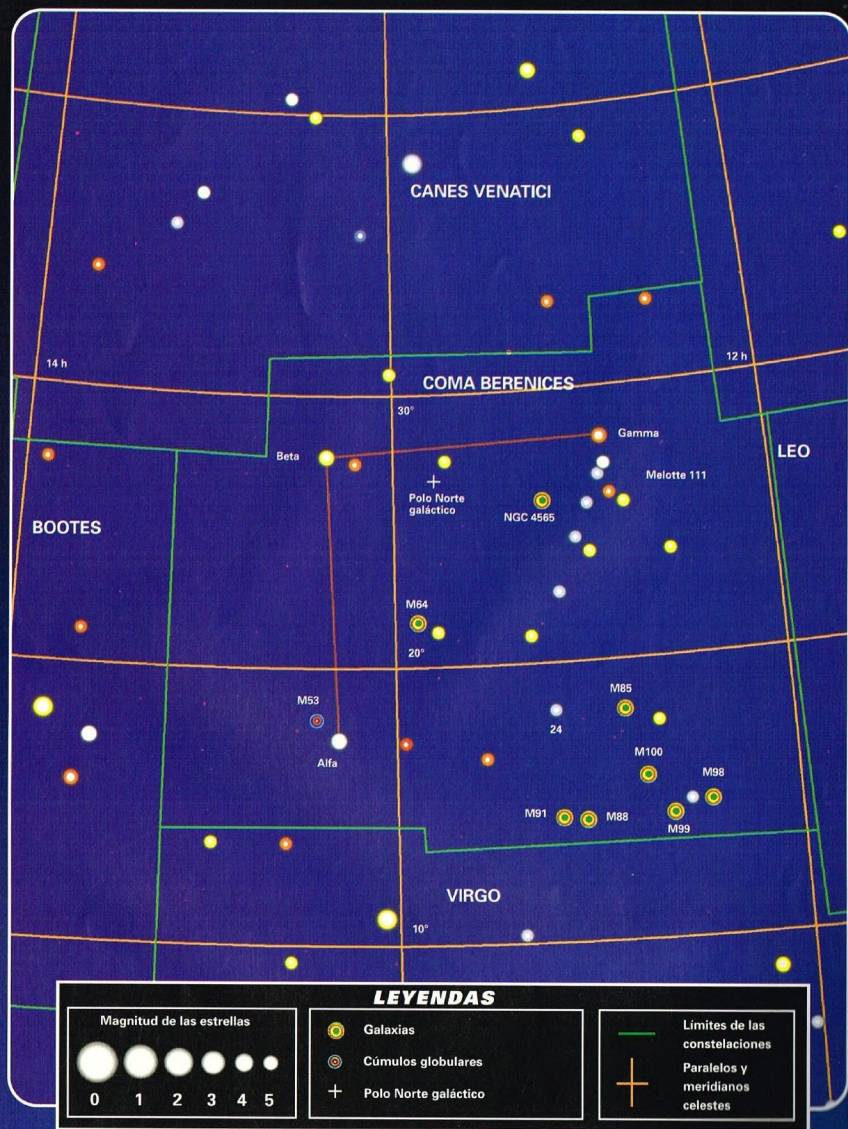 CANES VENATICI
14 h
12 h
COMA BERENICES
30°
Gamma
Beta
LEO
Melotte 111
Polo Norte
galáctico
NGC 4565
BOOTES
M64
20°
M53
M85
24
Alfa
M100
M98
M91
M88
M99
VIRGO
10°
LEYENDAS
Magnitud de las estrellas
0 1 2 3 4 5
Galaxias
Cúmulos globulares
Polo Norte galáctico
Límites de las
constelaciones
Paralelos y
meridianos
celestes